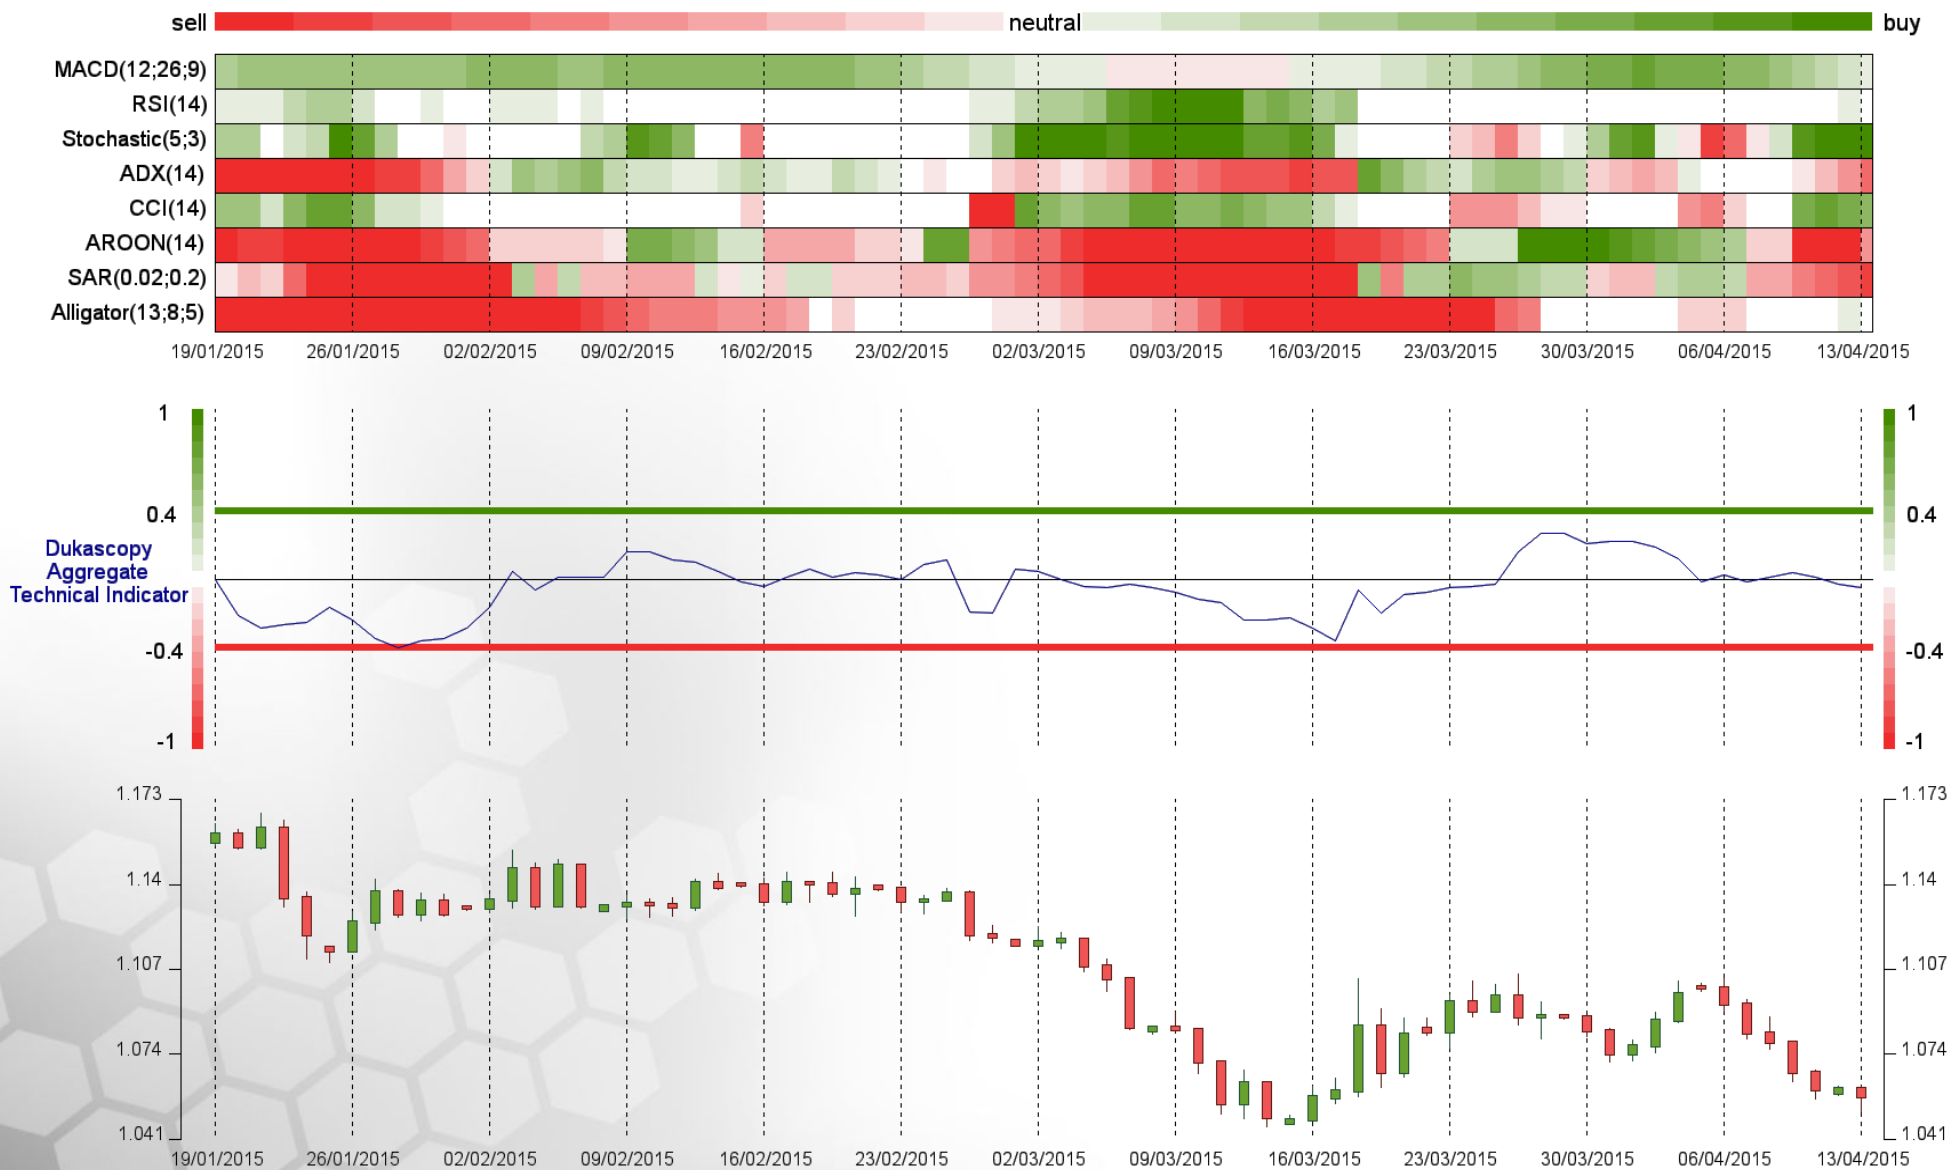 sell neutral buy
MACD(12;26;9)
RSI(14)
Stochastic(5;3)
ADX(14)
CCI(14)
AROON(14)
SAR(0.02;0.2)
Alligator(13;8;5)
19/01/2015 26/01/2015 02/02/2015 09/02/2015 16/02/2015 23/02/2015 02/03/2015 09/03/2015 16/03/2015 23/03/2015 30/03/2015 06/04/2015 13/04/2015
1 1
0.4 0.4
Dukascopy
Aggregate
Technical Indicator
-0.4 -0.4
-1 -1
1.173 1.173
1.14 1.14
1.107 1.107
1.074 1.074
1.041 1.041
19/01/2015 26/01/2015 02/02/2015 09/02/2015 16/02/2015 23/02/2015 02/03/2015 09/03/2015 16/03/2015 23/03/2015 30/03/2015 06/04/2015 13/04/2015